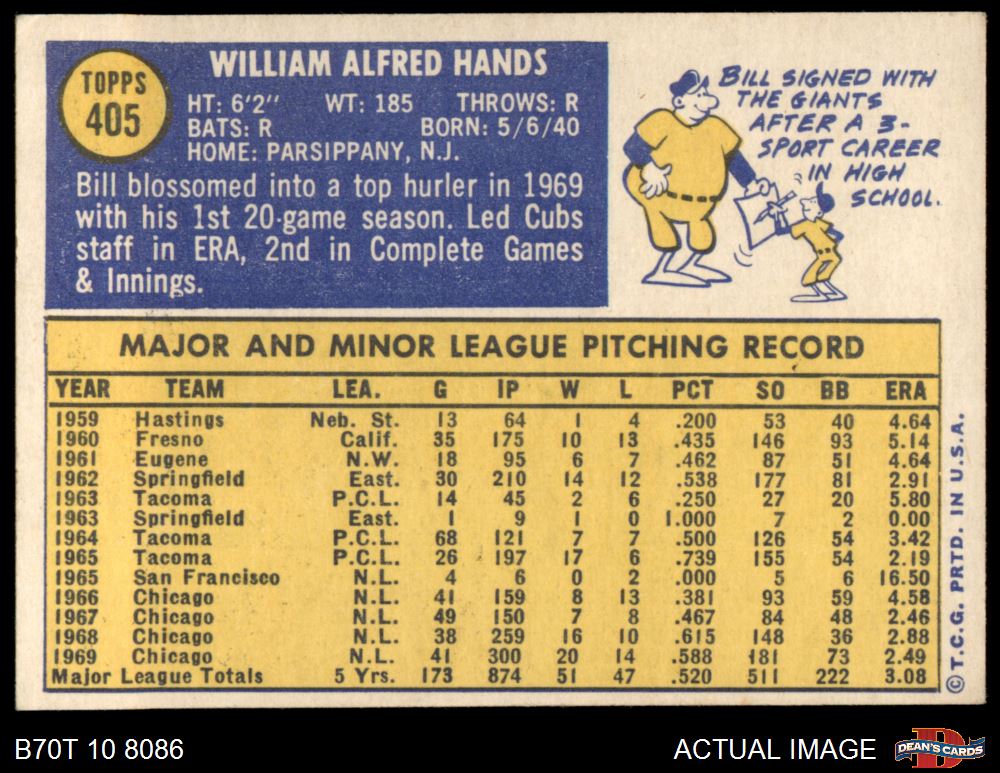 TOPPS
405
WILLIAM ALFRED HANDS
HT: 6'2" WT: 185 THROWS: R
BATS: R BORN: 5/6/40
HOME: PARSIPPANY, N.J.
Bill blossomed into a top hurler in 1969
with his 1st 20-game season. Led Cubs
staff in ERA, 2nd in Complete Games
& Innings.
BILL SIGNED WITH
THE GIANTS
AFTER A 3-
SPORT CAREER
IN HIGH
SCHOOL.
MAJOR AND MINOR LEAGUE PITCHING RECORD
YEAR TEAM LEA. G IP W L PCT SO BB ERA
1959 Hastings Neb. St. 13 64 1 4 .200 53 40 4.64
1960 Fresno Calif. 35 175 10 13 .435 146 93 5.14
1961 Eugene N.W. 18 95 6 7 .462 87 51 4.64
1962 Springfield East. 30 210 14 12 .538 177 81 2.91
1963 Tacoma P.C.L. 14 45 2 6 .250 27 20 5.80
1963 Springfield East. 1 9 1 0 1.000 7 2 0.00
1964 Tacoma P.C.L. 68 121 7 7 .500 126 54 3.42
1965 Tacoma P.C.L. 26 197 17 6 .739 155 54 2.19
1965 San Francisco N.L. 4 6 0 2 .000 5 6 16.50
1966 Chicago N.L. 41 159 8 13 .381 93 59 4.58
1967 Chicago N.L. 49 150 7 8 .467 84 48 2.46
1968 Chicago N.L. 38 259 16 10 .615 148 36 2.88
1969 Chicago N.L. 41 300 20 14 .588 181 73 2.49
Major League Totals 5 Yrs. 173 874 51 47 .520 511 222 3.08
© T.C.G. PRTD. IN U.S.A.
B70T 10 8086
ACTUAL IMAGE
D
DEAN'S CARDS